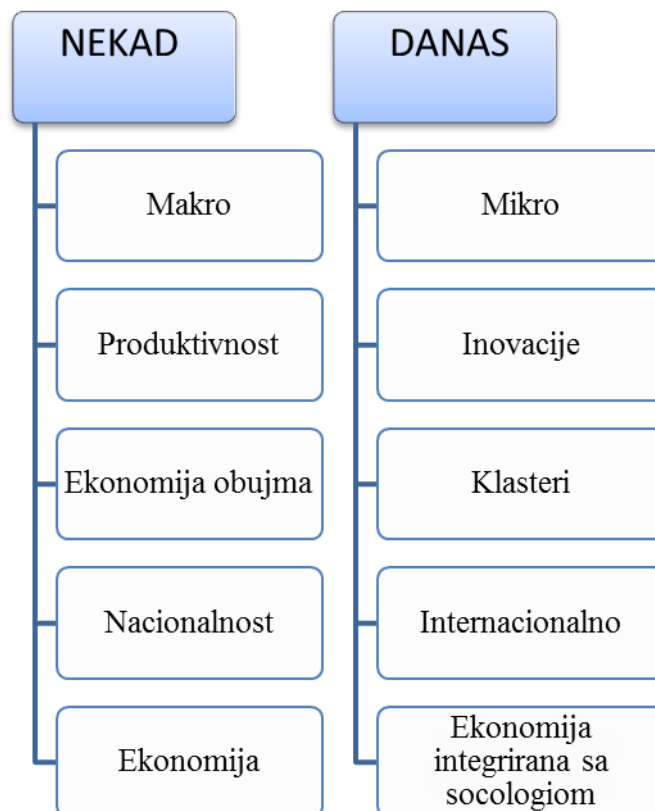 NEKAD
Makro
Produktivnost
Ekonomija obujma
Nacionalnost
Ekonomija
DANAS
Mikro
Inovacije
Klasteri
Internacionalno
Ekonomija
integrirana sa
socologiom